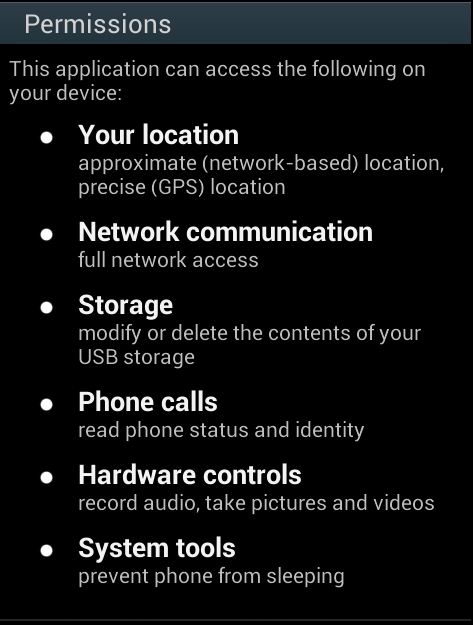 Permissions
This application can access the following on
your device:
Your location
approximate (network-based) location,
precise (GPS) location
Network communication
full network access
Storage
modify or delete the contents of your
USB storage
Phone calls
read phone status and identity
Hardware controls
record audio, take pictures and videos
System tools
prevent phone from sleeping